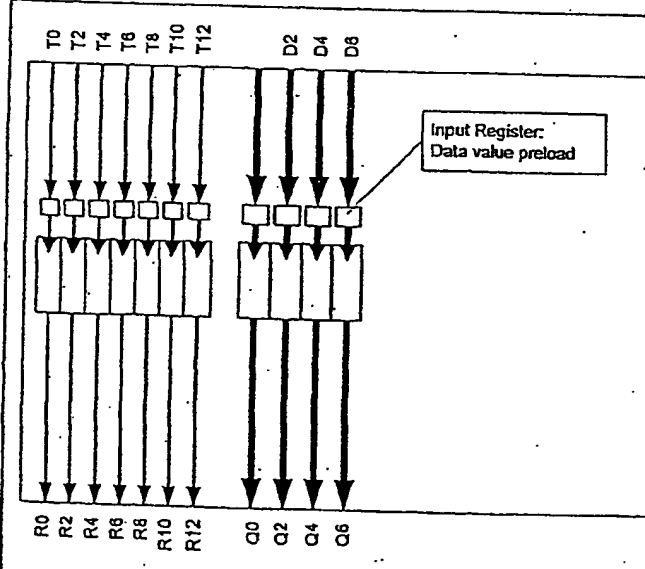 T0 T2 T4 T6 T8 T10 T12
D2 D4 D6
Input Register:
Data value preload
R0 R2 R4 R6 R8 R10 R12
Q0 Q2 Q4 Q6